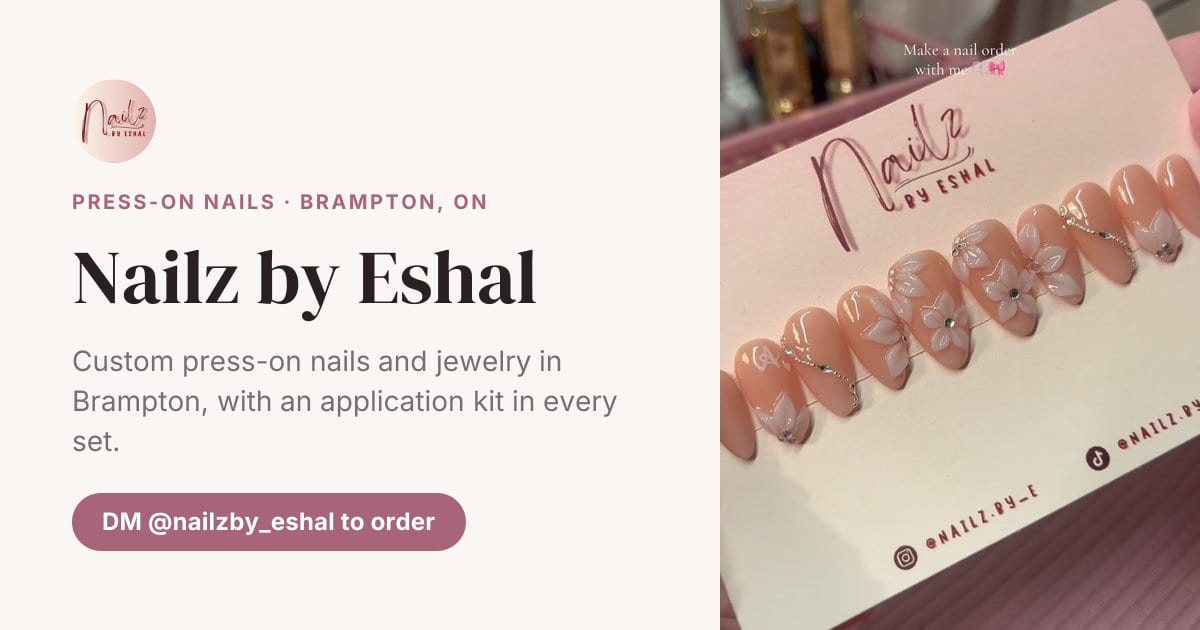 Nailz
BY ESHAL
PRESS-ON NAILS · BRAMPTON, ON
Nailz by Eshal
Custom press-on nails and jewelry in
Brampton, with an application kit in every
set.
DM @nailzby_eshal to order
Make a nail order
with me
Nailz
BY ESHAL
A
@NAILZ.BY
@NAILZ.BY_E